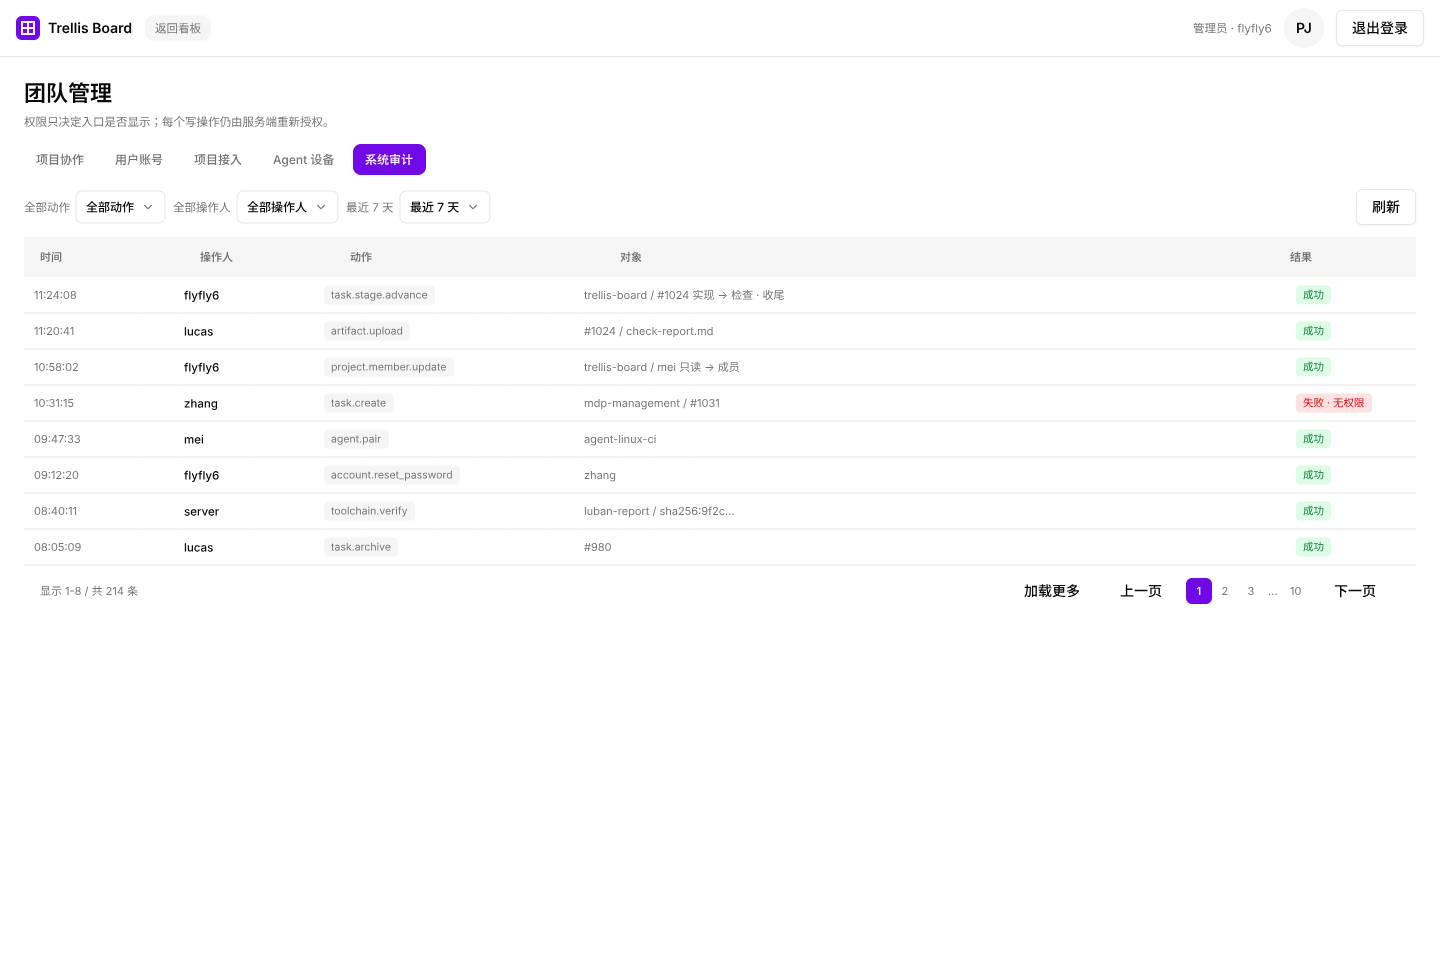 Trellis Board 返回看板 管理员 · flyfly6 PJ 退出登录
团队管理
权限只决定入口是否显示；每个写操作仍由服务端重新授权。
项目协作 用户账号 项目接入 Agent 设备 系统审计
全部动作 全部动作 全部操作人 全部操作人 最近 7 天 最近 7 天 刷新
时间 操作人 动作 对象 结果
11:24:08 flyfly6 task.stage.advance trellis-board / #1024 实现 → 检查 · 收尾 成功
11:20:41 lucas artifact.upload #1024 / check-report.md 成功
10:58:02 flyfly6 project.member.update trellis-board / mei 只读 → 成员 成功
10:31:15 zhang task.create mdp-management / #1031 失败 · 无权限
09:47:33 mei agent.pair agent-linux-ci 成功
09:12:20 flyfly6 account.reset_password zhang 成功
08:40:11 server toolchain.verify luban-report / sha256:9f2c... 成功
08:05:09 lucas task.archive #980 成功
显示 1-8 / 共 214 条 加载更多 上一页 1 2 3 ... 10 下一页